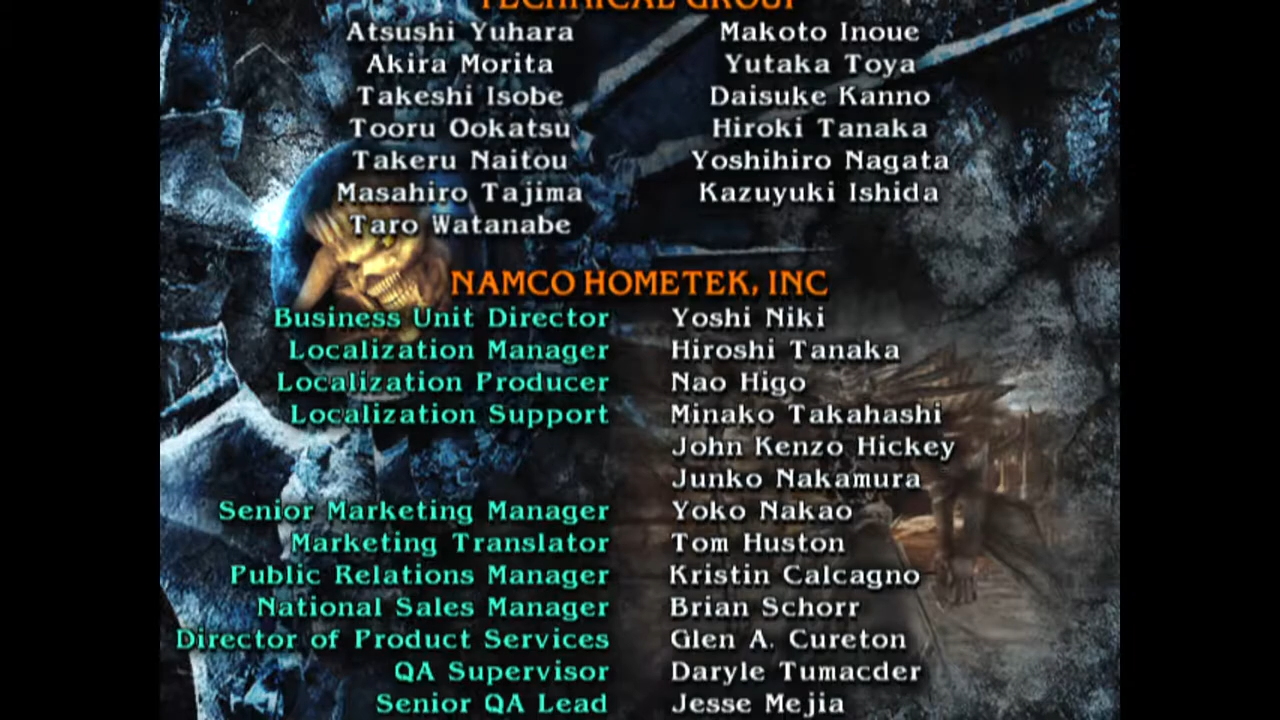 TECHNICAL GROUP
Atsushi Yuhara Makoto Inoue
Akira Morita Yutaka Toya
Takeshi Isobe Daisuke Kanno
Tooru Ookatsu Hiroki Tanaka
Takeru Naitou Yoshihiro Nagata
Masahiro Tajima Kazuyuki Ishida
Taro Watanabe
NAMCO HOMETEK, INC
Business Unit Director Yoshi Niki
Localization Manager Hiroshi Tanaka
Localization Producer Nao Higo
Localization Support Minako Takahashi
John Kenzo Hickey
Junko Nakamura
Senior Marketing Manager Yoko Nakao
Marketing Translator Tom Huston
Public Relations Manager Kristin Calcagno
National Sales Manager Brian Schorr
Director of Product Services Glen A. Cureton
QA Supervisor Daryle Tumacder
Senior QA Lead Jesse Mejia